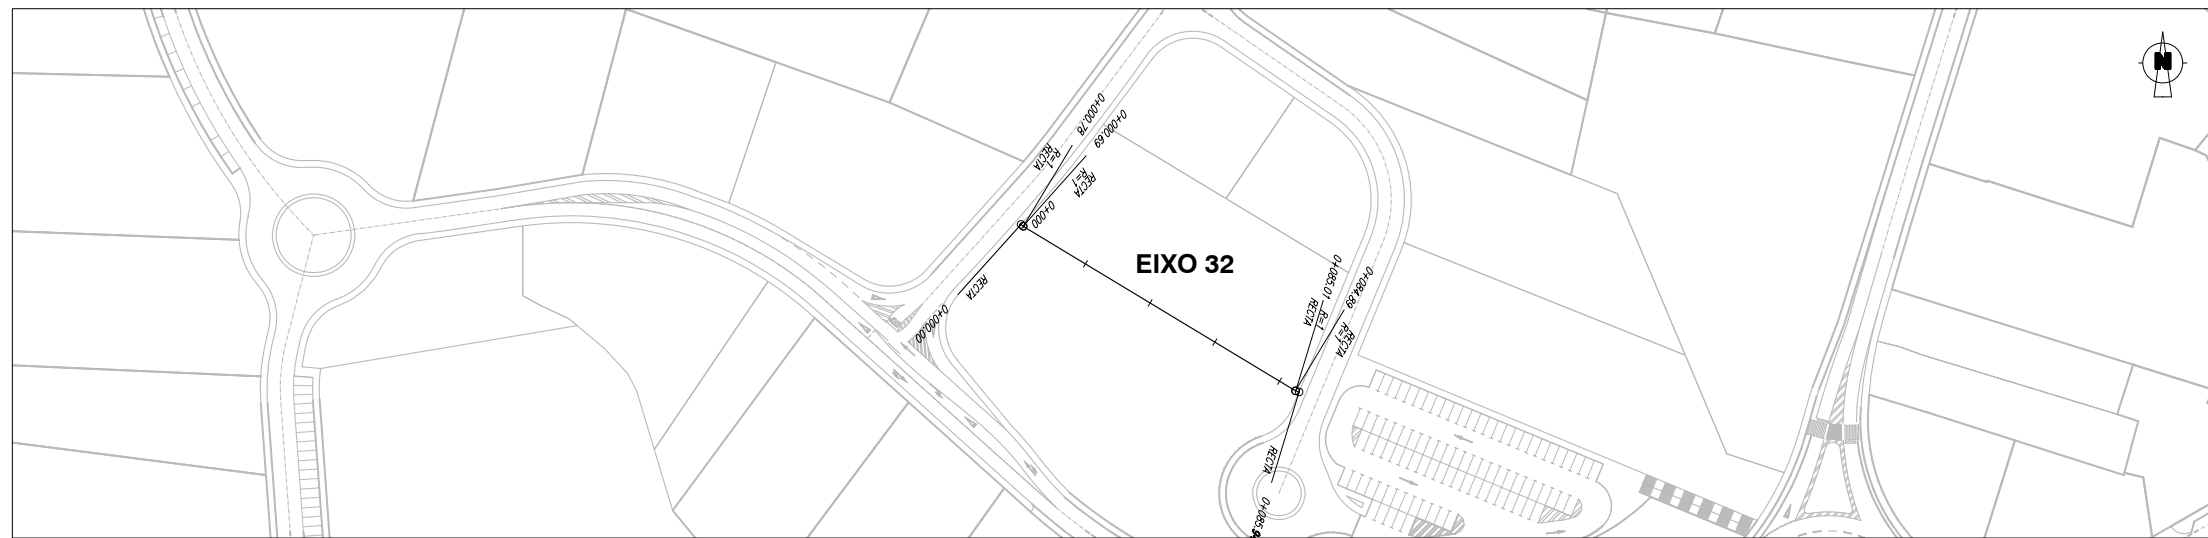 N
0+000.78
0+000.69
R=1
RECTA
R=1
RECTA
0+000
EIXO 32
RECTA
0+000.00
0+085.01
0+084.89
RECTA
R=1
R=1
RECTA
RECTA